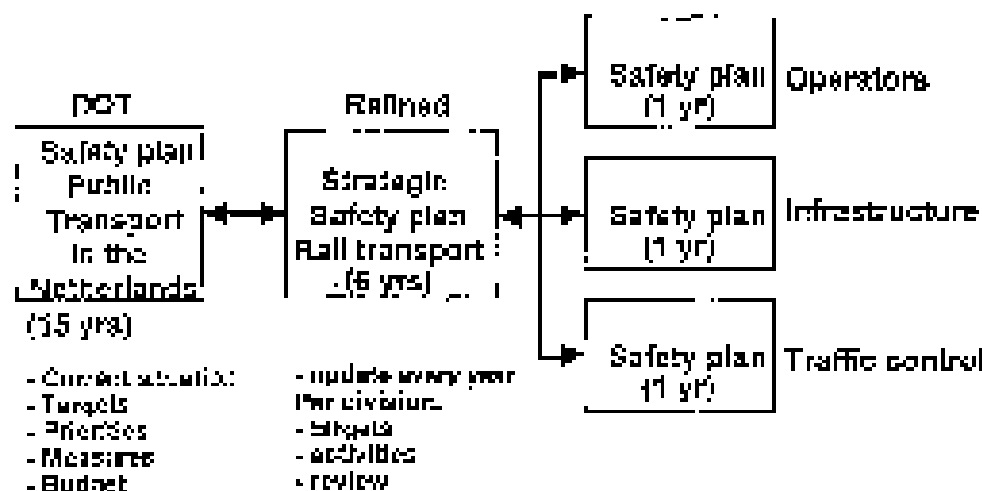 DOT
Safety plan
Public
Transport
in the
Netherlands
(15 yrs)
- Current situation
- Targets
- Priorities
- Measures
- Budget
Refined
Strategic
Safety plan
Rail transport
(5 yrs)
- update every year
Per division
- targets
- activities
- review
Safety plan
(1 yr)
Operators
Safety plan
(1 yr)
Infrastructure
Safety plan
(1 yr)
Traffic control